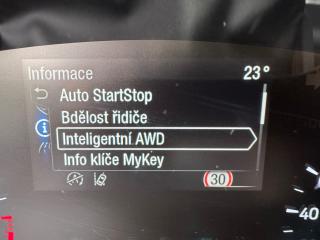 Informace 23°
Auto StartStop
Bdělost řidiče
Inteligentní AWD
Info klíče MyKey
30
40